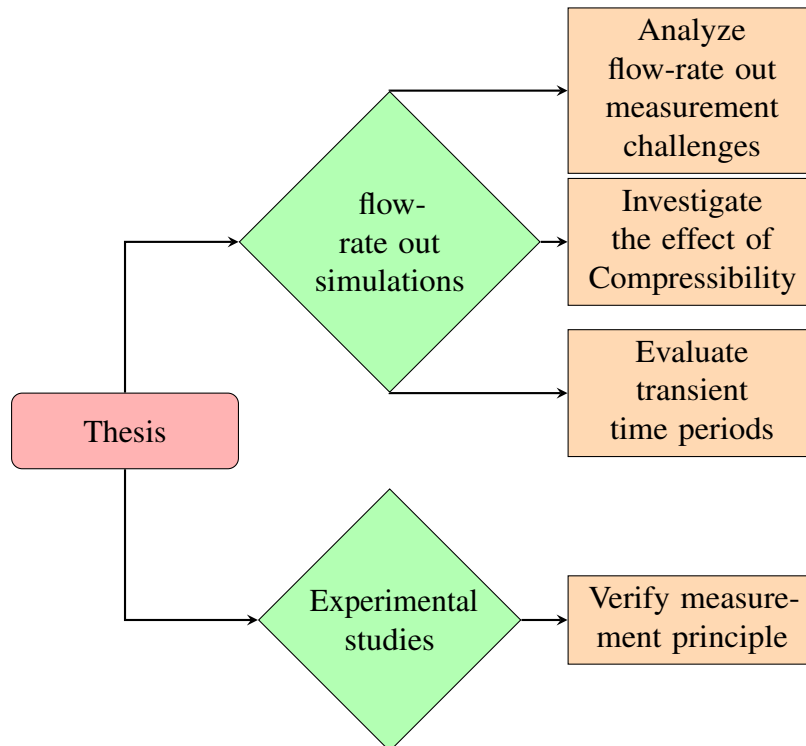 Analyze
flow-rate out
measurement
challenges
flow-
rate out
simulations
Investigate
the effect of
Compressibility
Evaluate
transient
time periods
Thesis
Experimental
studies
Verify measure-
ment principle